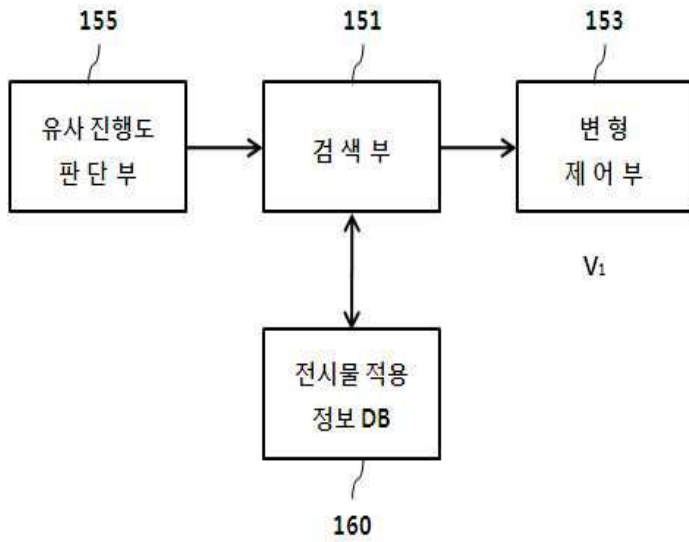 155
151
153
유사 진행도
판단부
검색부
변형
제어부
V₁
전시물 적용
정보 DB
160